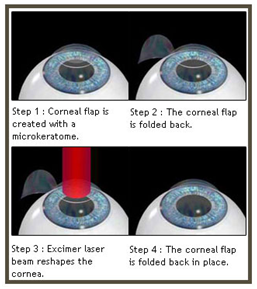 Step 1 : Corneal flap is
created with a
microkeratome.
Step 2 : The corneal flap
is folded back.
Step 3 : Excimer laser
beam reshapes the
cornea.
Step 4 : The corneal flap
is folded back in place.